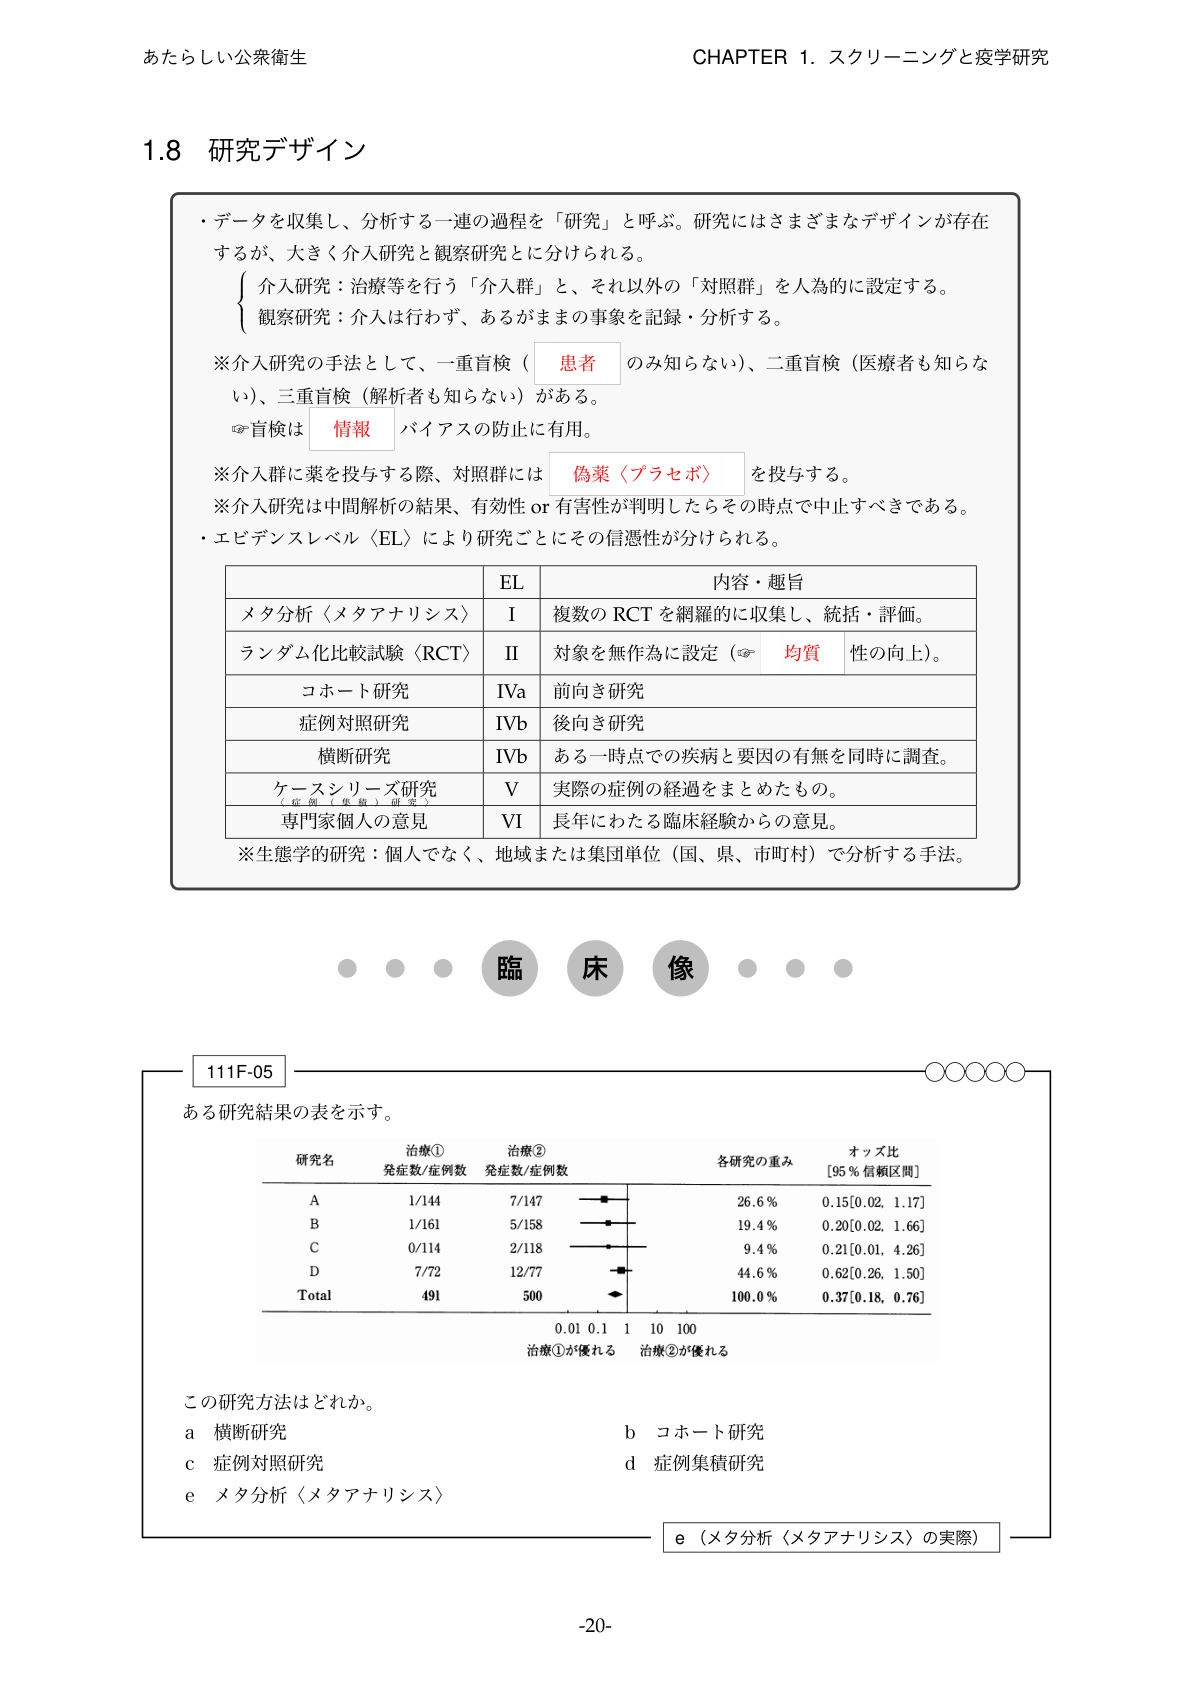 あたらしい公衆衛生 CHAPTER 1. スクリーニングと疫学研究
1.8 研究デザイン
・データを収集し、分析する一連の過程を「研究」と呼ぶ。研究にはさまざまなデザインが存在
するが、大きく介入研究と観察研究とに分けられる。
介入研究：治療等を行う「介入群」と、それ以外の「対照群」を人為的に設定する。
観察研究：介入は行わず、あるがままの事象を記録・分析する。
※介入研究の手法として、一重盲検（ 患者 のみ知らない）、二重盲検（医療者も知らな
い）、三重盲検（解析者も知らない）がある。
☞盲検は 情報 バイアスの防止に有用。
※介入群に薬を投与する際、対照群には 偽薬〈プラセボ〉 を投与する。
※介入研究は中間解析の結果、有効性 or 有害性が判明したらその時点で中止すべきである。
・エビデンスレベル〈EL〉により研究ごとにその信憑性が分けられる。
EL 内容・趣旨
メタ分析〈メタアナリシス〉 I 複数の RCT を網羅的に収集し、統括・評価。
ランダム化比較試験〈RCT〉 II 対象を無作為に設定（☞ 均質 性の向上）。
コホート研究 IVa 前向き研究
症例対照研究 IVb 後向き研究
横断研究 IVb ある一時点での疾病と要因の有無を同時に調査。
ケースシリーズ研究 V 実際の症例の経過をまとめたもの。
〈症例（集積）研究〉
専門家個人の意見 VI 長年にわたる臨床経験からの意見。
※生態学的研究：個人でなく、地域または集団単位（国、県、市町村）で分析する手法。
臨 床 像
111F-05
ある研究結果の表を示す。
研究名 治療① 発症数/症例数 治療② 発症数/症例数 各研究の重み オッズ比 [95％信頼区間]
A 1/144 7/147 26.6％ 0.15[0.02, 1.17]
B 1/161 5/158 19.4％ 0.20[0.02, 1.66]
C 0/114 2/118 9.4％ 0.21[0.01, 4.26]
D 7/72 12/77 44.6％ 0.62[0.26, 1.50]
Total 491 500 100.0％ 0.37[0.18, 0.76]
0.01 0.1 1 10 100
治療①が優れる 治療②が優れる
この研究方法はどれか。
a 横断研究 b コホート研究
c 症例対照研究 d 症例集積研究
e メタ分析〈メタアナリシス〉
e （メタ分析〈メタアナリシス〉の実際）
-20-